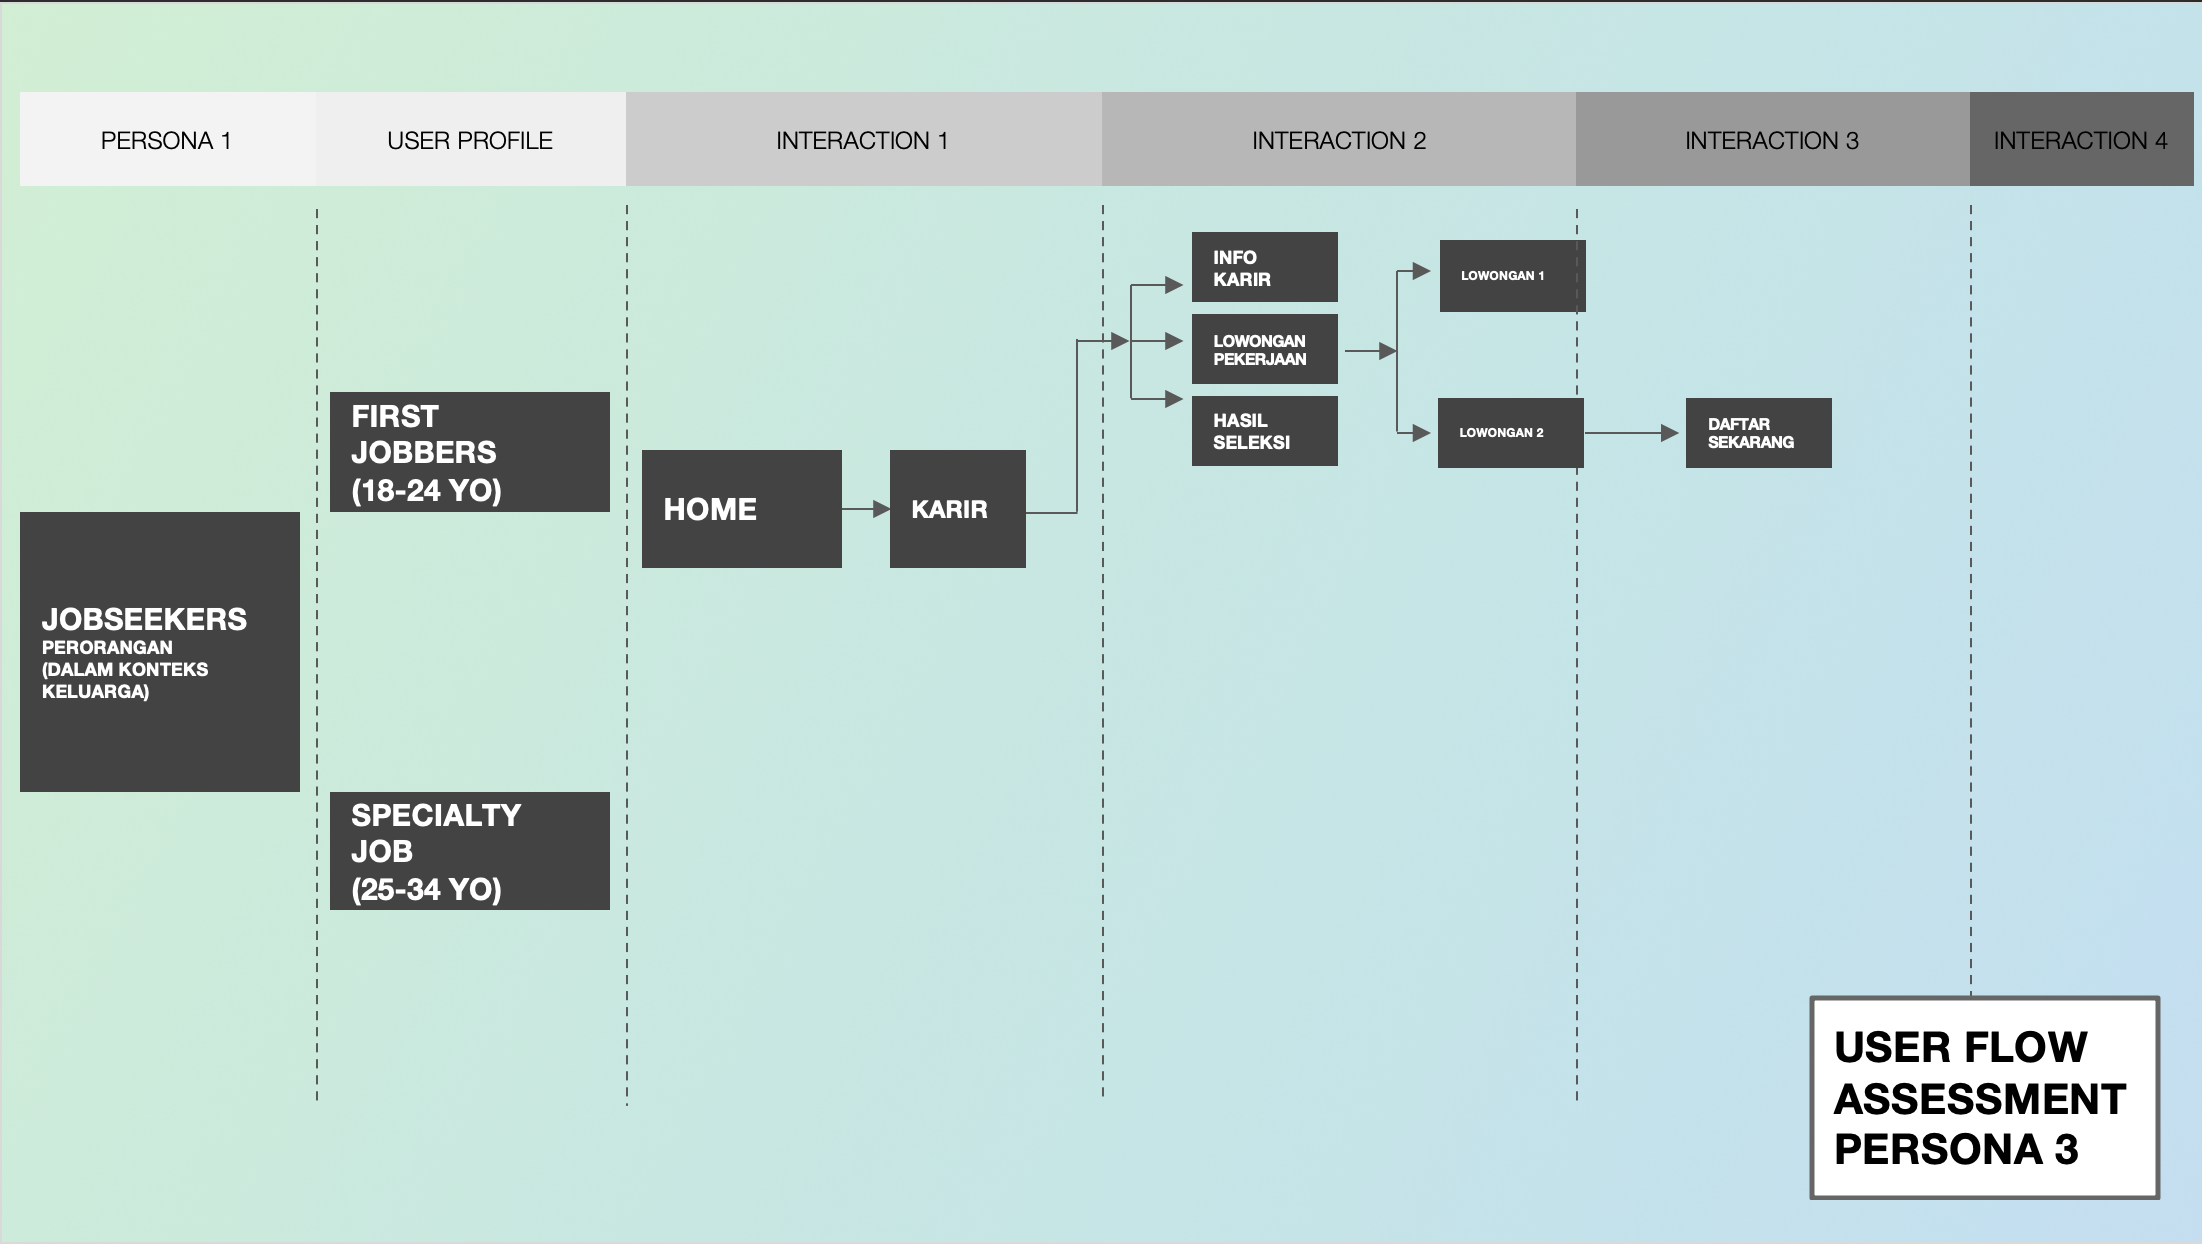 PERSONA 1
USER PROFILE
INTERACTION 1
INTERACTION 2
INTERACTION 3
INTERACTION 4
JOBSEEKERS
PERORANGAN
(DALAM KONTEKS
KELUARGA)
FIRST
JOBBERS
(18-24 YO)
SPECIALTY
JOB
(25-34 YO)
HOME
KARIR
INFO
KARIR
LOWONGAN
PEKERJAAN
HASIL
SELEKSI
LOWONGAN 1
LOWONGAN 2
DAFTAR
SEKARANG
USER FLOW
ASSESSMENT
PERSONA 3